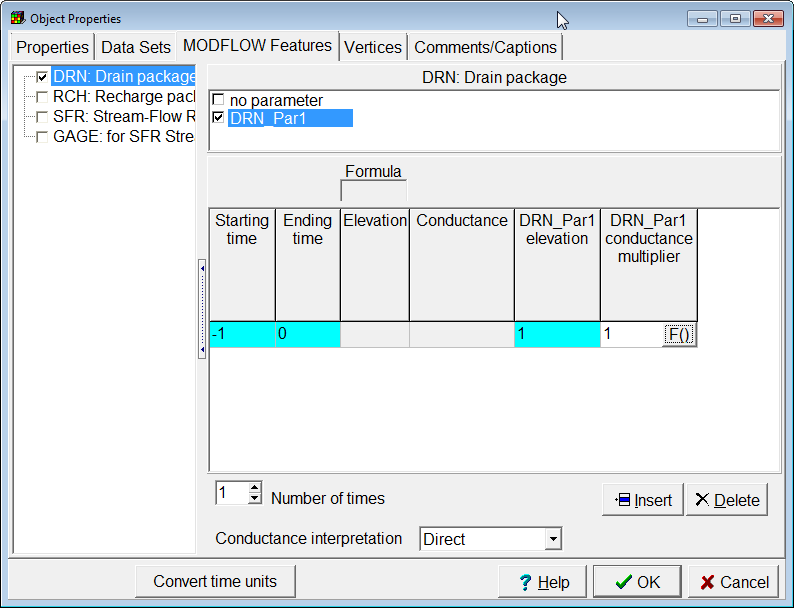 Object Properties
Properties Data Sets MODFLOW Features Vertices Comments/Captions
DRN: Drain package
RCH: Recharge pac
SFR: Stream-Flow R
GAGE: for SFR Stre
DRN: Drain package
no parameter
DRN_Par1
Formula
Starting time
Ending time
Elevation
Conductance
DRN_Par1 elevation
DRN_Par1 conductance multiplier
-1 0 1 1 F()
1 Number of times
Insert Delete
Conductance interpretation Direct
Convert time units ? Help OK Cancel